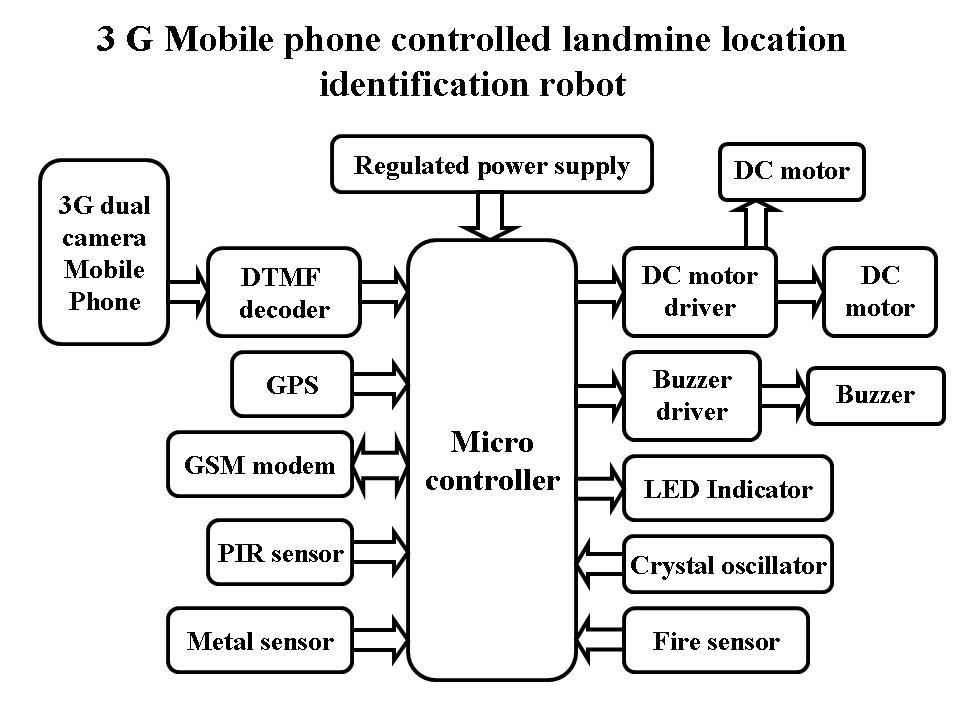 3 G Mobile phone controlled landmine location
identification robot
Regulated power supply
DC motor
3G dual
camera
Mobile
Phone
DTMF
decoder
DC motor
driver
DC
motor
GPS
Buzzer
driver
Buzzer
Micro
controller
GSM modem
LED Indicator
PIR sensor
Crystal oscillator
Metal sensor
Fire sensor